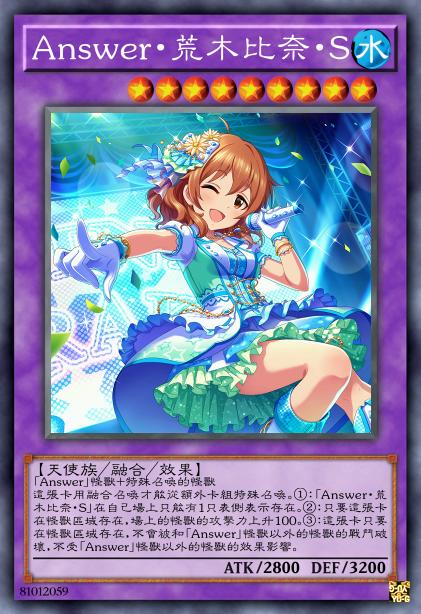 Answer・荒木比奈・S
水
【天使族／融合／效果】
「Answer」怪獸＋特殊召喚的怪獸
這張卡用融合召喚才能從額外卡組特殊召喚。①：「Answer・荒
木比奈・S」在自己場上只能有1只表側表示存在。②：只要這張卡
在怪獸區域存在，場上的怪獸的攻擊力上升100。③：這張卡只要
在怪獸區域存在，不會被和「Answer」怪獸以外的怪獸的戰鬥破
壞，不受「Answer」怪獸以外的怪獸的效果影響。
ATK/2800 DEF/3200
81012059